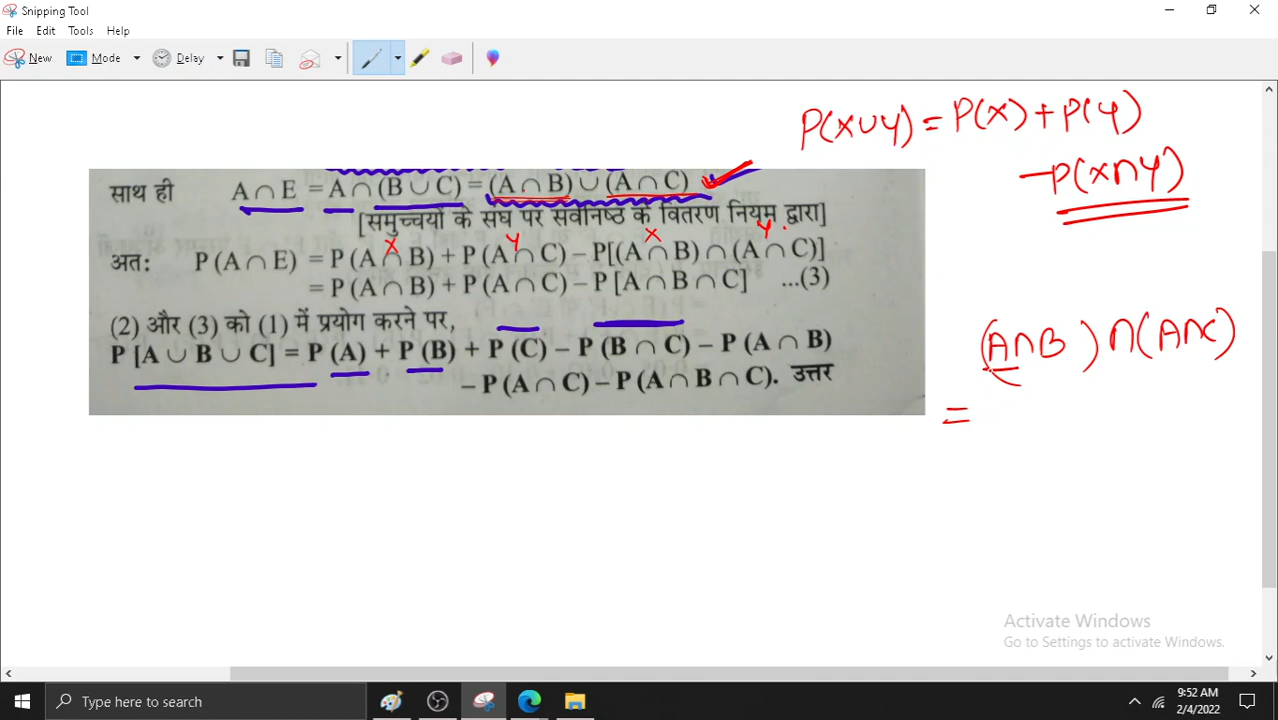 Snipping Tool
File Edit Tools Help
New Mode Delay
P(X∪Y) = P(X) + P(Y)
-P(X∩Y)
साथ ही A ∩ E = A ∩ (B ∪ C) = (A ∩ B) ∪ (A ∩ C)
[समुच्चयों के संघ पर सर्वनिष्ठ के वितरण नियम द्वारा]
X Y X Y
अत: P (A ∩ E) = P (A ∩ B) + P (A ∩ C) – P[(A ∩ B) ∩ (A ∩ C)]
= P (A ∩ B) + P (A ∩ C) – P [A ∩ B ∩ C] ...(3)
(2) और (3) को (1) में प्रयोग करने पर,
P [A ∪ B ∪ C] = P (A) + P (B) + P (C) – P (B ∩ C) – P (A ∩ B)
– P (A ∩ C) – P (A ∩ B ∩ C). उत्तर
(A∩B) ∩ (A∩C)
=
Activate Windows
Go to Settings to activate Windows.
Type here to search
9:52 AM
2/4/2022